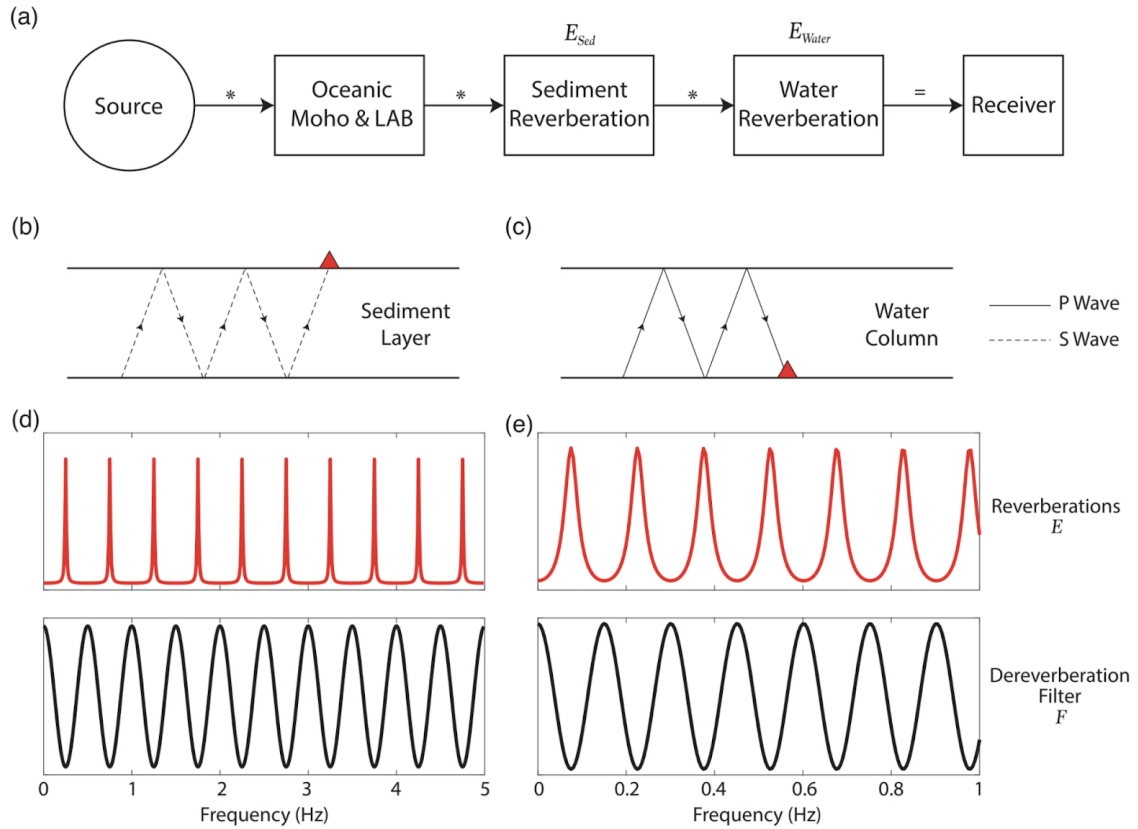 (a)
E_Sed
E_Water
Source
*
Oceanic
Moho & LAB
*
Sediment
Reverberation
*
Water
Reverberation
=
Receiver
(b)
Sediment
Layer
(c)
Water
Column
P Wave
S Wave
(d)
(e)
Reverberations
E
Dereverberation
Filter
F
0 1 2 3 4 5
Frequency (Hz)
0 0.2 0.4 0.6 0.8 1
Frequency (Hz)